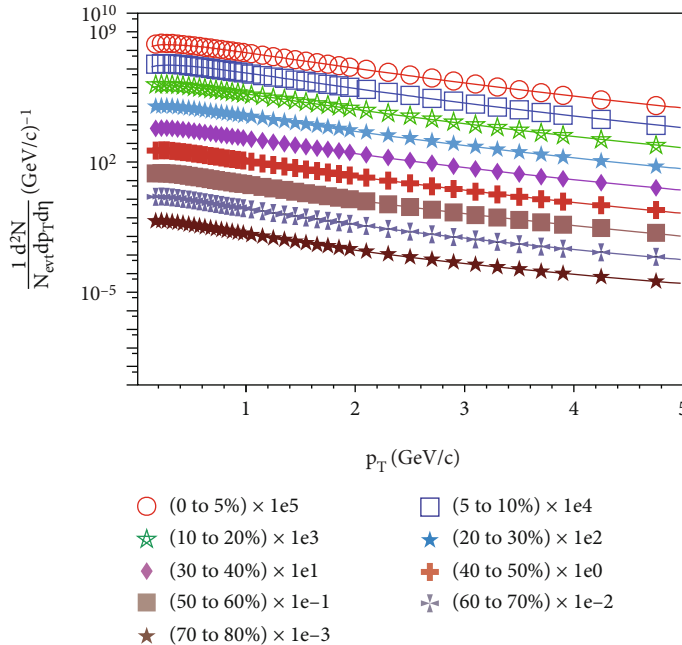 10^10
10^9
10^2
10^−5
1 d²N
N_evt dp_T dη
(GeV/c)^−1
1 2 3 4 5
p_T (GeV/c)
(0 to 5%) × 1e5 (5 to 10%) × 1e4
(10 to 20%) × 1e3 (20 to 30%) × 1e2
(30 to 40%) × 1e1 (40 to 50%) × 1e0
(50 to 60%) × 1e−1 (60 to 70%) × 1e−2
(70 to 80%) × 1e−3